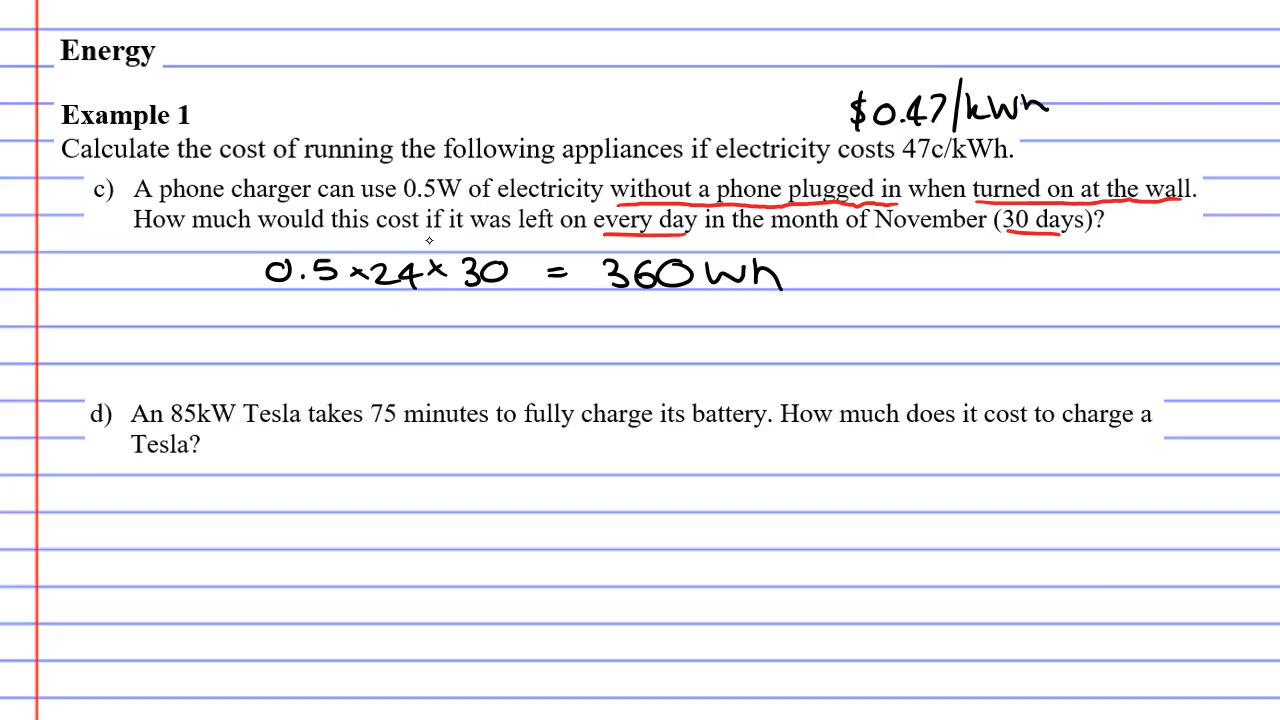 Energy
Example 1
$0.47/kWh
Calculate the cost of running the following appliances if electricity costs 47c/kWh.
c) A phone charger can use 0.5W of electricity without a phone plugged in when turned on at the wall.
How much would this cost if it was left on every day in the month of November (30 days)?
0.5 × 24 × 30 = 360 Wh
d) An 85kW Tesla takes 75 minutes to fully charge its battery. How much does it cost to charge a
Tesla?